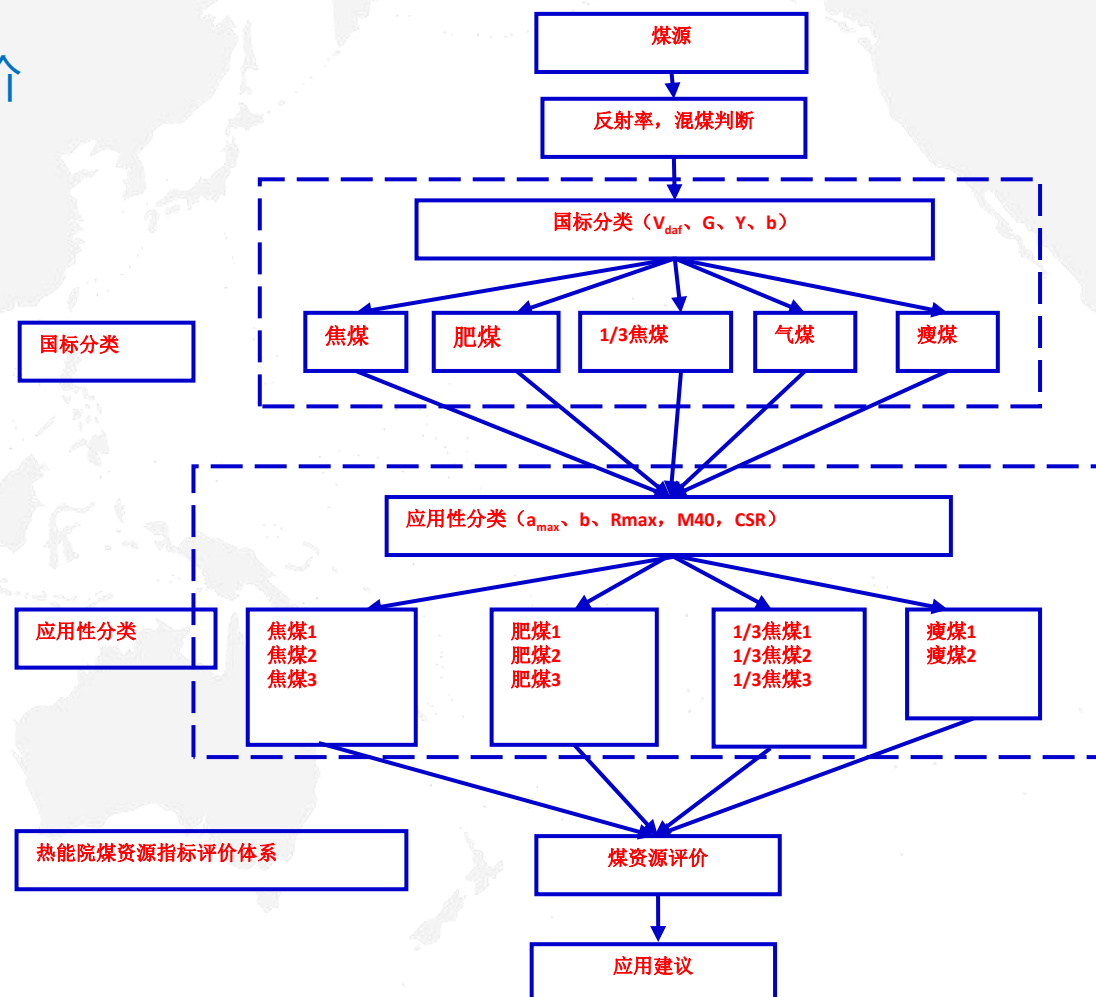 价
煤源
反射率，混煤判断
国标分类（Vdaf、G、Y、b）
焦煤
肥煤
1/3焦煤
气煤
瘦煤
国标分类
应用性分类（amax、b、Rmax，M40，CSR）
应用性分类
焦煤1
焦煤2
焦煤3
肥煤1
肥煤2
肥煤3
1/3焦煤1
1/3焦煤2
1/3焦煤3
瘦煤1
瘦煤2
热能院煤资源指标评价体系
煤资源评价
应用建议